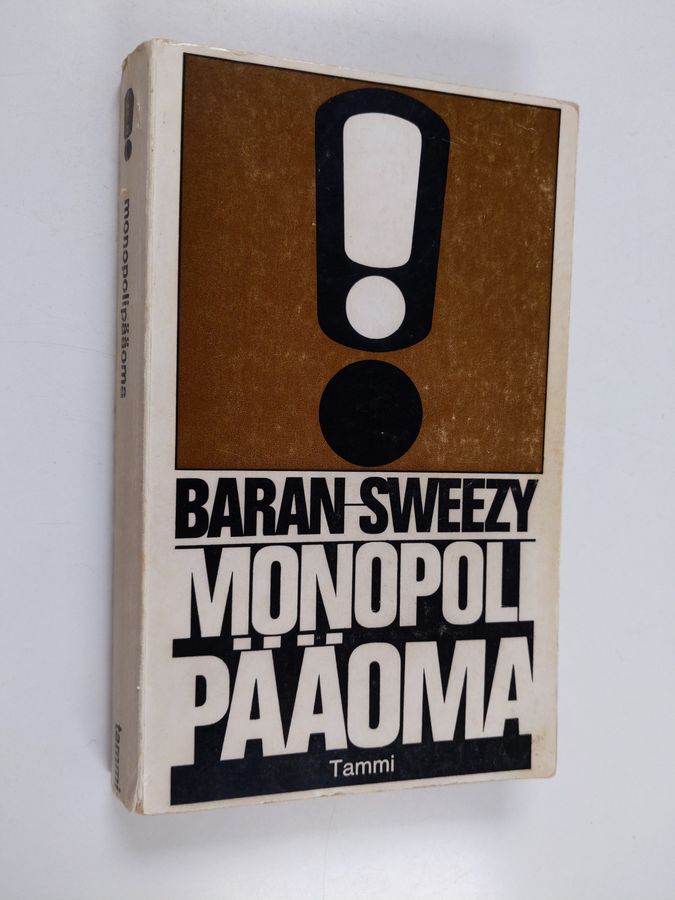 BARAN-SWEEZY
MONOPOLI
PÄÄOMA
Tammi
monopolipääoma
tammi